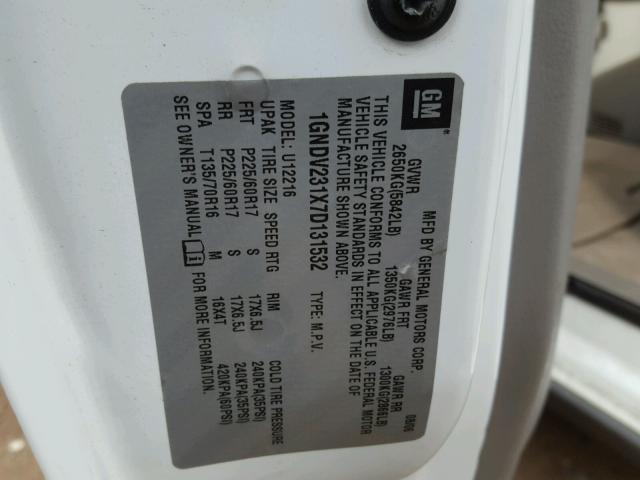 GM
MFD BY GENERAL MOTORS CORP. 08/06
GVWR GAWR FRT GAWR RR
2650KG(5842LB) 1350KG(2976LB) 1300KG(2866LB)
THIS VEHICLE CONFORMS TO ALL APPLICABLE U.S. FEDERAL MOTOR
VEHICLE SAFETY STANDARDS IN EFFECT ON THE DATE OF
MANUFACTURE SHOWN ABOVE.
1GNDV231X7D131532 TYPE: M.P.V.
MODEL: U12216
UPAK TIRE SIZE SPEED RTG RIM COLD TIRE PRESSURE
FRT P225/60R17 S 17X6.5J 240KPA(35PSI)
RR P225/60R17 S 17X6.5J 240KPA(35PSI)
SPA T135/70R16 M 16X4T 420KPA(60PSI)
SEE OWNER'S MANUAL FOR MORE INFORMATION.